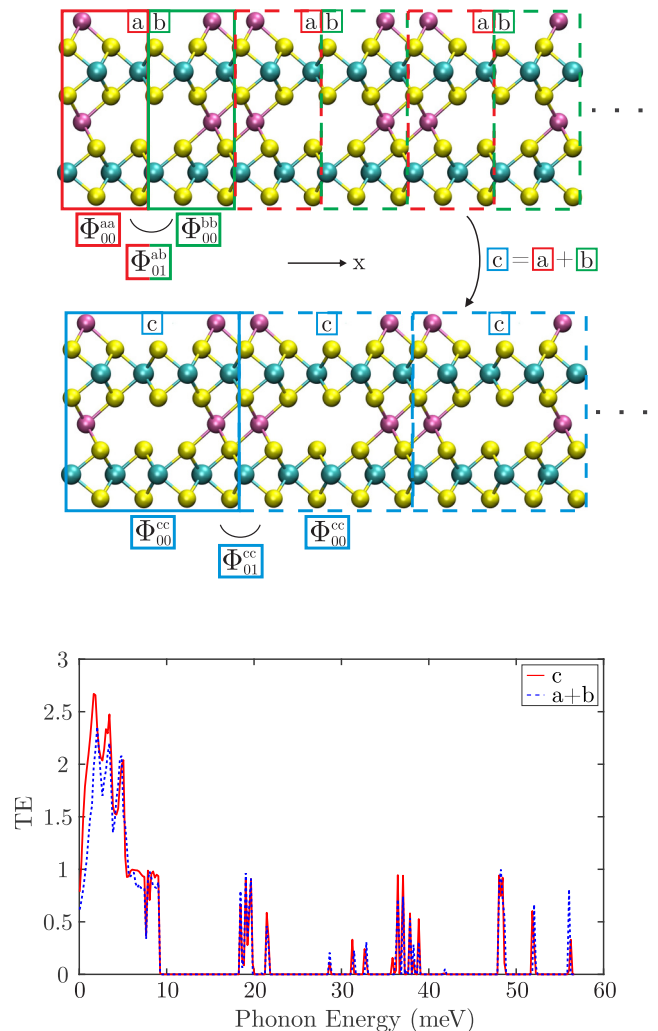 a b a b a b
. . .
Φ₀₀ᵃᵃ Φ₀₀ᵇᵇ
Φ₀₁ᵃᵇ
x
c = a + b
c c c
. . .
Φ₀₀ᶜᶜ Φ₀₀ᶜᶜ
Φ₀₁ᶜᶜ
3
c
a+b
2.5
2
TE
1.5
1
0.5
0
0 10 20 30 40 50 60
Phonon Energy (meV)